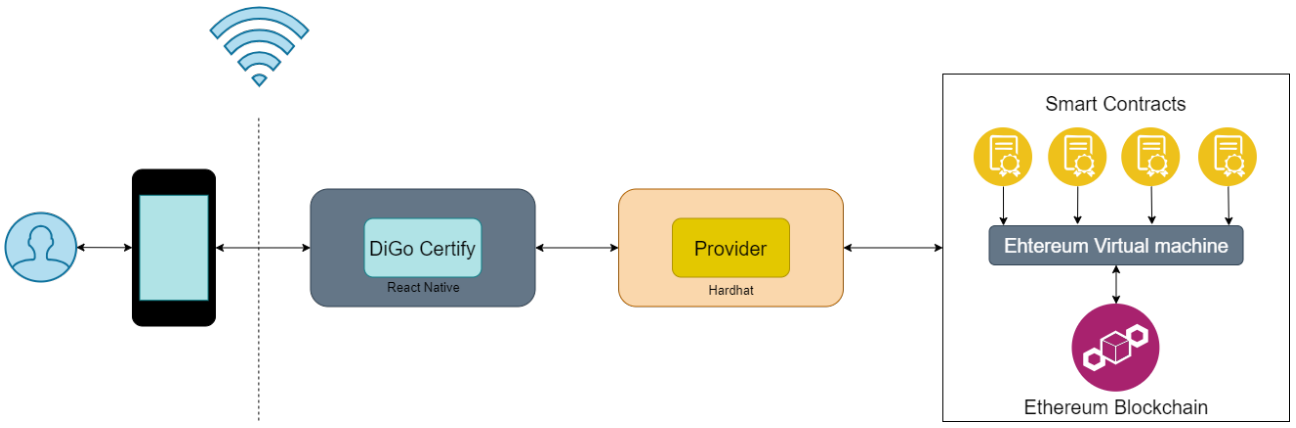 Smart Contracts
DiGo Certify
React Native
Provider
Hardhat
Ehtereum Virtual machine
Ethereum Blockchain